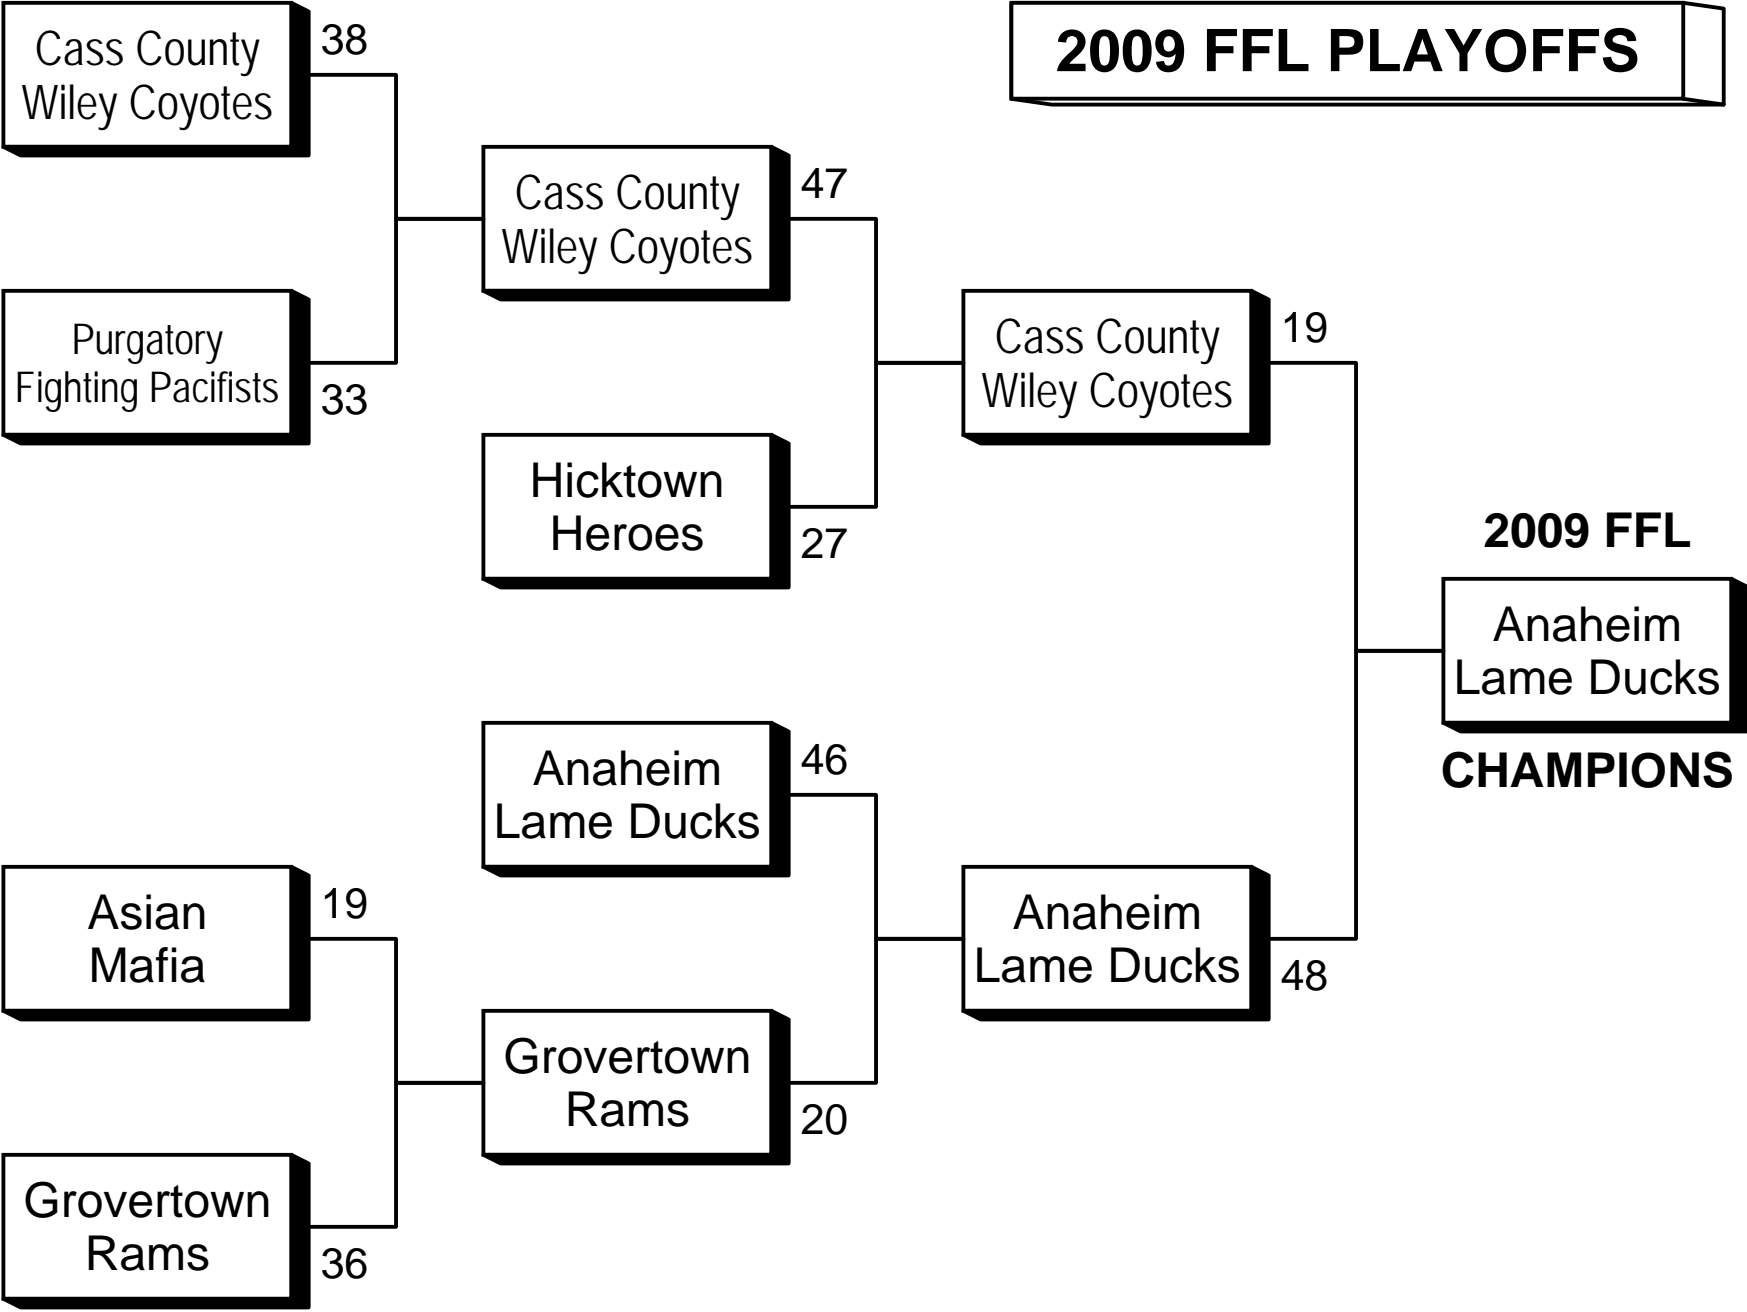 2009 FFL PLAYOFFS
Cass County
Wiley Coyotes
38
Purgatory
Fighting Pacifists
33
Cass County
Wiley Coyotes
47
Hicktown
Heroes
27
Cass County
Wiley Coyotes
19
Anaheim
Lame Ducks
46
Asian
Mafia
19
Grovertown
Rams
36
Grovertown
Rams
20
Anaheim
Lame Ducks
48
2009 FFL
Anaheim
Lame Ducks
CHAMPIONS